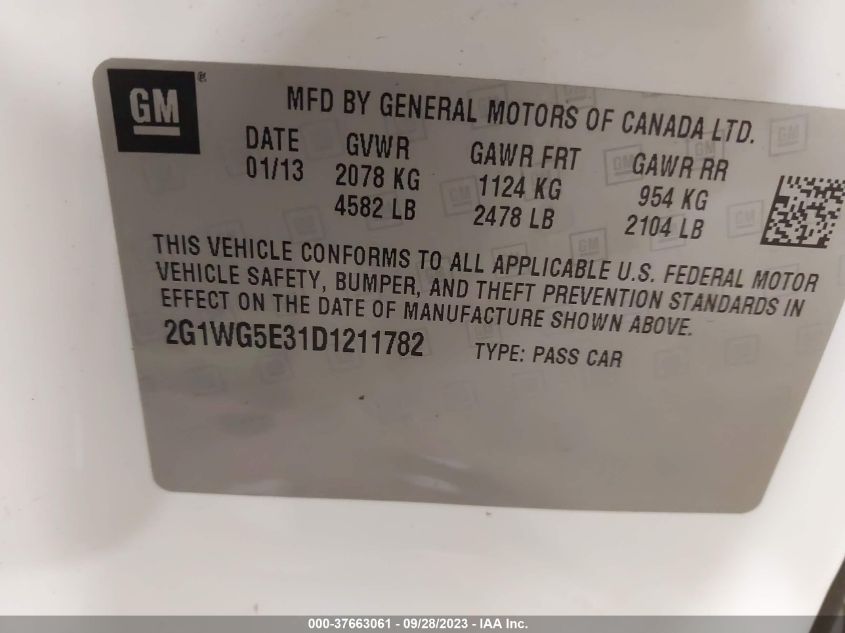 GM®
MFD BY GENERAL MOTORS OF CANADA LTD.
DATE GVWR GAWR FRT GAWR RR
01/13 2078 KG 1124 KG 954 KG
4582 LB 2478 LB 2104 LB
THIS VEHICLE CONFORMS TO ALL APPLICABLE U.S. FEDERAL MOTOR
VEHICLE SAFETY, BUMPER, AND THEFT PREVENTION STANDARDS IN
EFFECT ON THE DATE OF MANUFACTURE SHOWN ABOVE.
2G1WG5E31D1211782 TYPE: PASS CAR
000-37663061 - 09/28/2023 - IAA Inc.